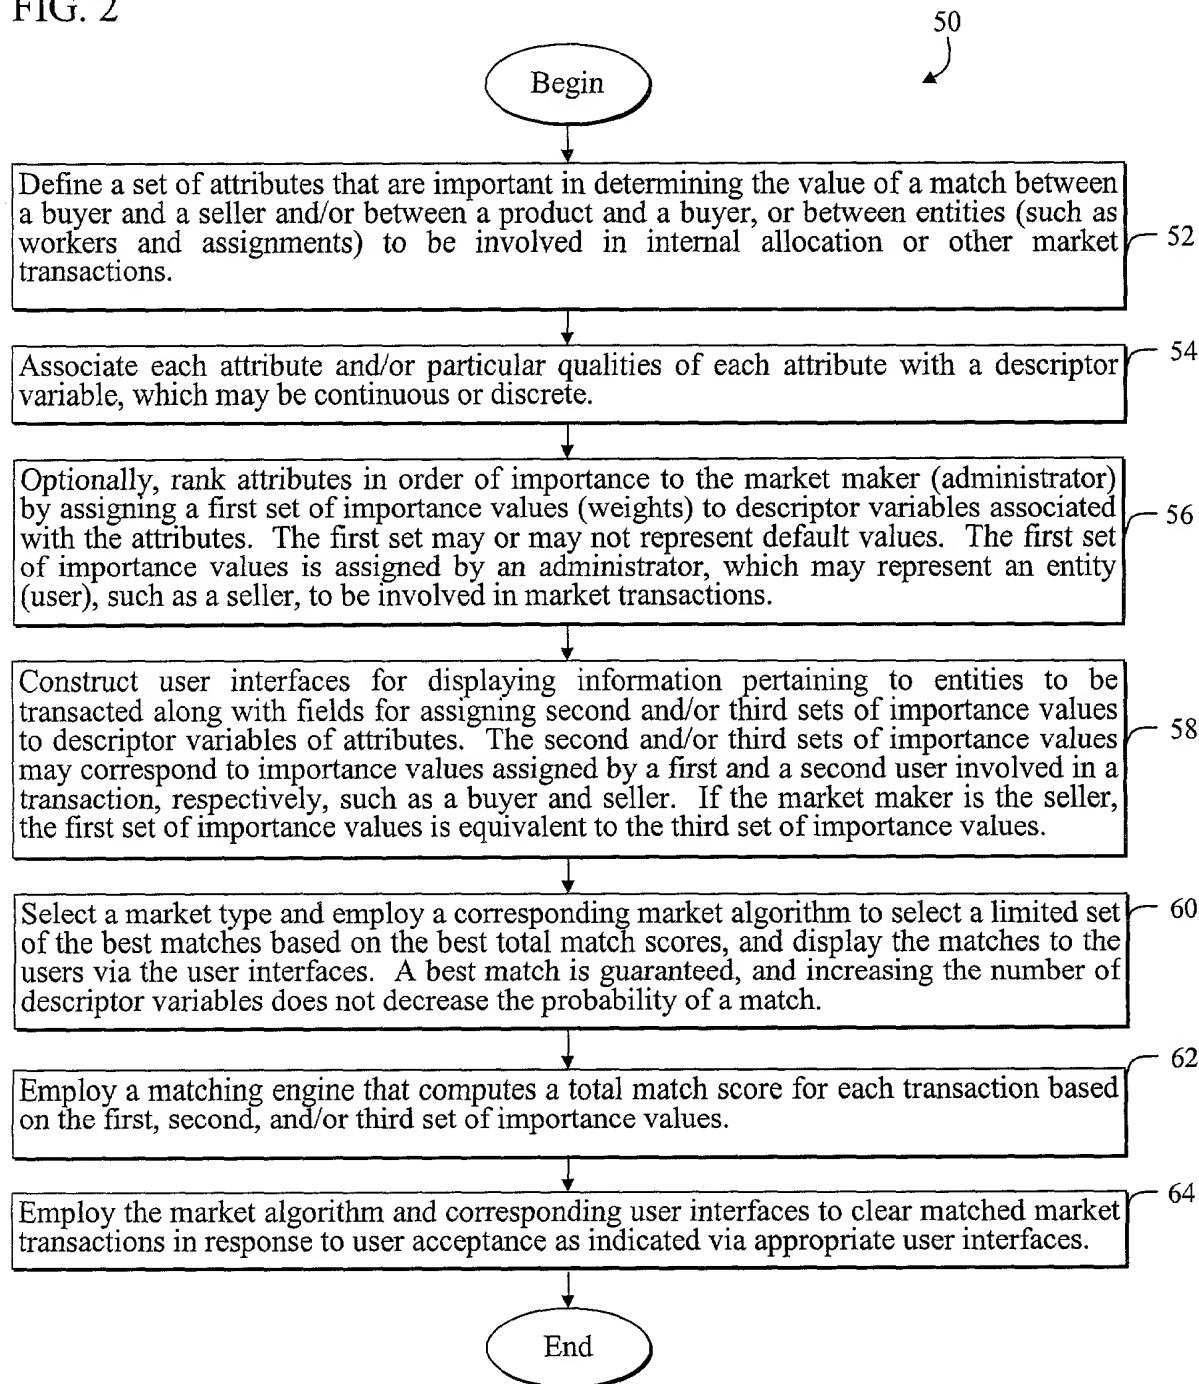 FIG. 2
50
Begin
Define a set of attributes that are important in determining the value of a match between
a buyer and a seller and/or between a product and a buyer, or between entities (such as
workers and assignments) to be involved in internal allocation or other market
transactions.
52
Associate each attribute and/or particular qualities of each attribute with a descriptor
variable, which may be continuous or discrete.
54
Optionally, rank attributes in order of importance to the market maker (administrator)
by assigning a first set of importance values (weights) to descriptor variables associated
with the attributes. The first set may or may not represent default values. The first set
of importance values is assigned by an administrator, which may represent an entity
(user), such as a seller, to be involved in market transactions.
56
Construct user interfaces for displaying information pertaining to entities to be
transacted along with fields for assigning second and/or third sets of importance values
to descriptor variables of attributes. The second and/or third sets of importance values
may correspond to importance values assigned by a first and a second user involved in a
transaction, respectively, such as a buyer and seller. If the market maker is the seller,
the first set of importance values is equivalent to the third set of importance values.
58
Select a market type and employ a corresponding market algorithm to select a limited set
of the best matches based on the best total match scores, and display the matches to the
users via the user interfaces. A best match is guaranteed, and increasing the number of
descriptor variables does not decrease the probability of a match.
60
Employ a matching engine that computes a total match score for each transaction based
on the first, second, and/or third set of importance values.
62
Employ the market algorithm and corresponding user interfaces to clear matched market
transactions in response to user acceptance as indicated via appropriate user interfaces.
64
End